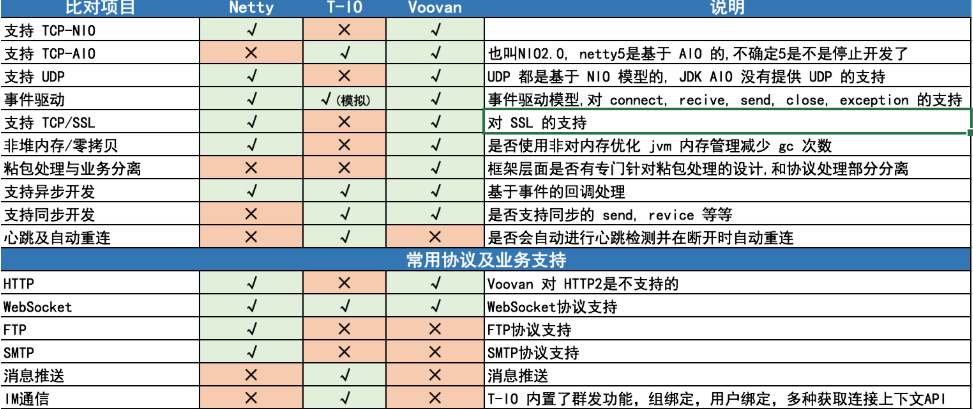 比对项目 Netty T-IO Voovan 说明
支持 TCP-NIO √ × √
支持 TCP-AIO × √ √ 也叫NIO2.0, netty5是基于 AIO 的,不确定5是不是停止开发了
支持 UDP √ × √ UDP 都是基于 NIO 模型的, JDK AIO 没有提供 UDP 的支持
事件驱动 √ √(模拟) √ 事件驱动模型,对 connect, recive, send, close, exception 的支持
支持 TCP/SSL √ × √ 对 SSL 的支持
非堆内存/零拷贝 √ × √ 是否使用非对内存优化 jvm 内存管理减少 gc 次数
粘包处理与业务分离 × × √ 框架层面是否有专门针对粘包处理的设计,和协议处理部分分离
支持异步开发 √ √ √ 基于事件的回调处理
支持同步开发 × √ √ 是否支持同步的 send, revice 等等
心跳及自动重连 × √ × 是否会自动进行心跳检测并在断开时自动重连
常用协议及业务支持
HTTP √ × √ Voovan 对 HTTP2是不支持的
WebSocket √ √ √ WebSocket协议支持
FTP √ × × FTP协议支持
SMTP √ × × SMTP协议支持
消息推送 × √ × 消息推送
IM通信 × √ × T-IO 内置了群发功能，组绑定，用户绑定，多种获取连接上下文API